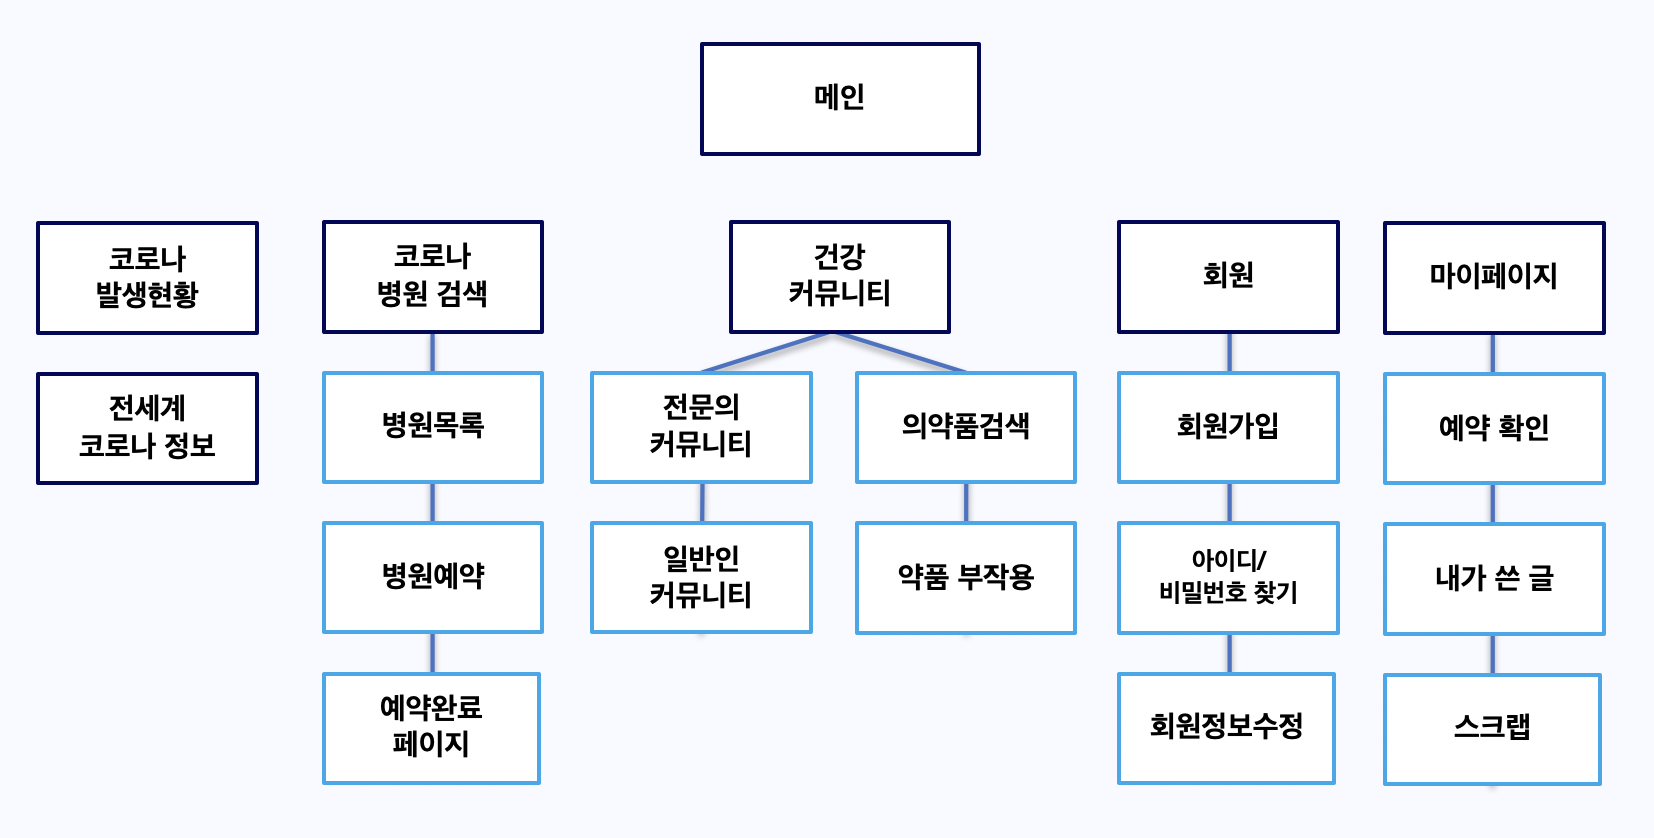 메인
코로나
발생현황
코로나
병원 검색
건강
커뮤니티
회원
마이페이지
전세계
코로나 정보
병원목록
전문의
커뮤니티
의약품검색
회원가입
예약 확인
병원예약
일반인
커뮤니티
약품 부작용
아이디/
비밀번호 찾기
내가 쓴 글
예약완료
페이지
회원정보수정
스크랩